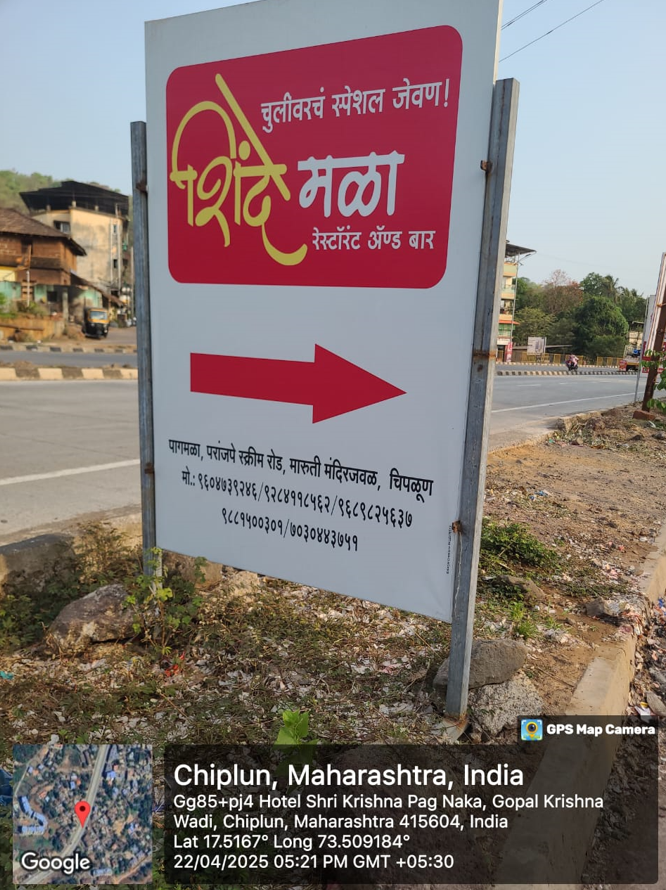 चुलीवरचं स्पेशल जेवण!
शिंदे मळा
रेस्टॉरंट ॲण्ड बार
पागमळा, परांजपे स्क्रीम रोड, मारुती मंदिरजवळ, चिपळूण
मो.: ९६०४७३९२४६/९२८४११८५६२/९६८९८२५६३७
९८८१५००३०१/७०३०४४३७५१
GPS Map Camera
Chiplun, Maharashtra, India
Gg85+pj4 Hotel Shri Krishna Pag Naka, Gopal Krishna
Wadi, Chiplun, Maharashtra 415604, India
Lat 17.5167° Long 73.509184°
22/04/2025 05:21 PM GMT +05:30
Google